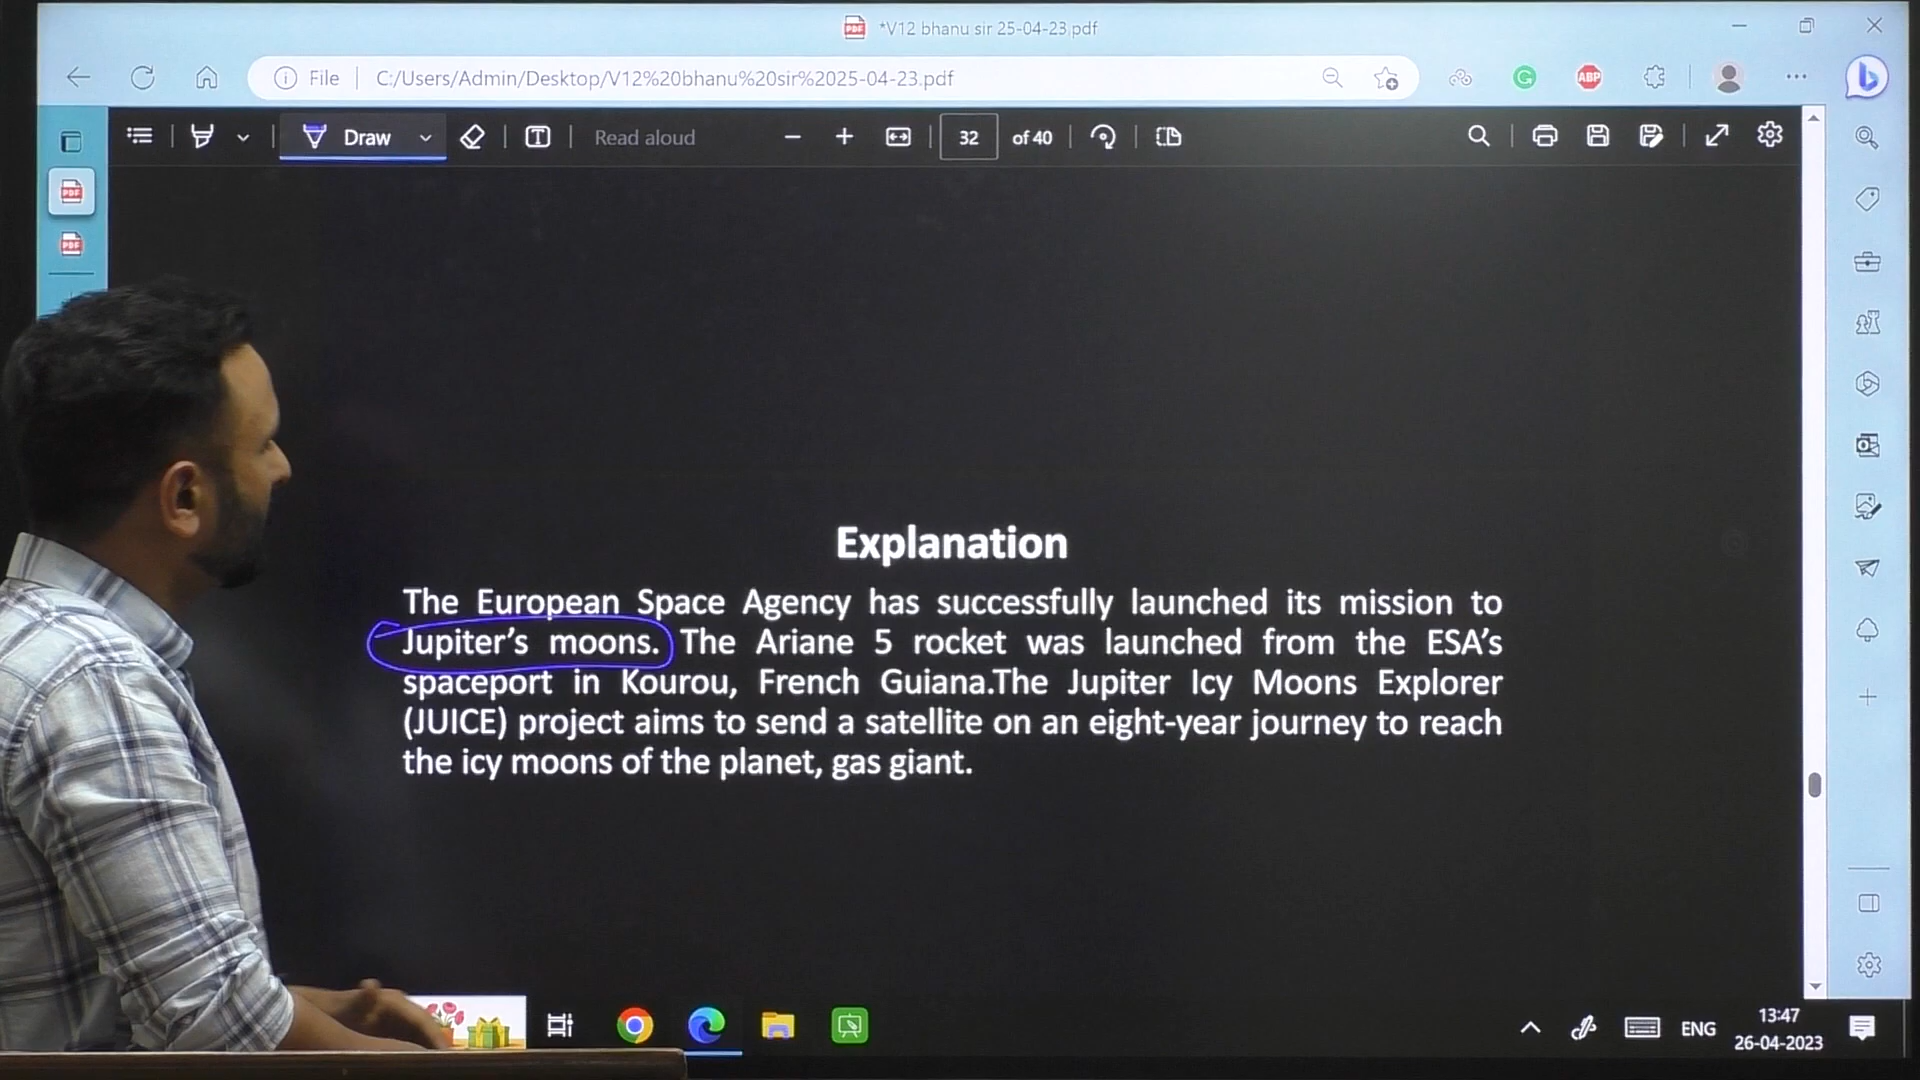 *V12 bhanu sir 25-04-23.pdf
File C:/Users/Admin/Desktop/V12%20bhanu%20sir%2025-04-23.pdf
ABP
Draw Read aloud 32 of 40
PDF
PDF
Explanation
The European Space Agency has successfully launched its mission to
Jupiter’s moons. The Ariane 5 rocket was launched from the ESA’s
spaceport in Kourou, French Guiana.The Jupiter Icy Moons Explorer
(JUICE) project aims to send a satellite on an eight-year journey to reach
the icy moons of the planet, gas giant.
ENG
13:47
26-04-2023